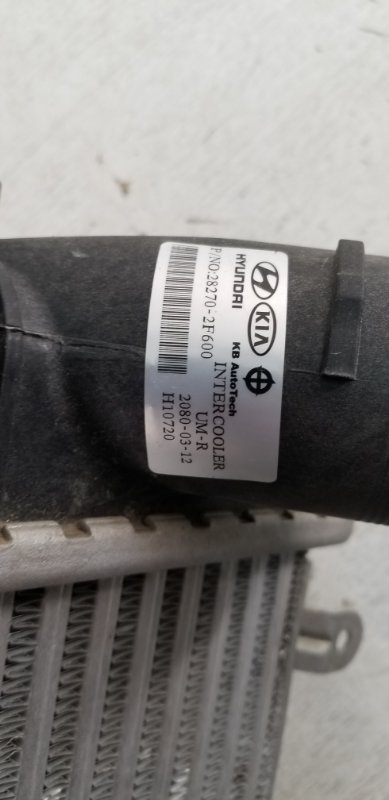 HYUNDAI KIA
KB AutoTech
P/NO:28270-2F600
INTERCOOLER
UM-R
2080-03-12
H10720